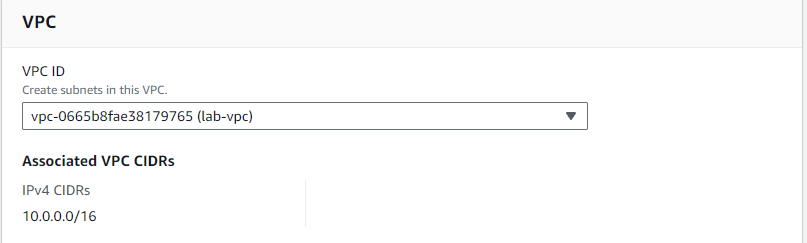 VPC
VPC ID
Create subnets in this VPC.
vpc-0665b8fae38179765 (lab-vpc)
Associated VPC CIDRs
IPv4 CIDRs
10.0.0.0/16